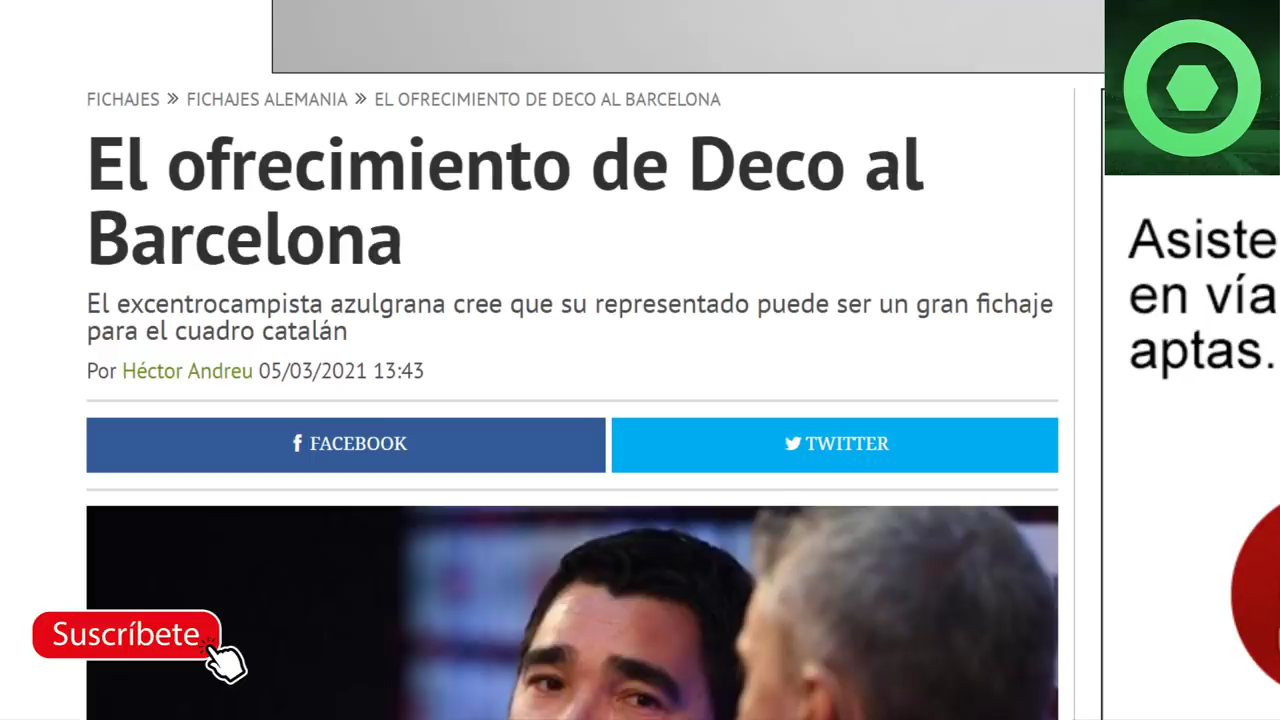 FICHAJES » FICHAJES ALEMANIA » EL OFRECIMIENTO DE DECO AL BARCELONA
El ofrecimiento de Deco al
Barcelona
El excentrocampista azulgrana cree que su representado puede ser un gran fichaje
para el cuadro catalán
Por Héctor Andreu 05/03/2021 13:43
FACEBOOK
TWITTER
Asiste
en vía
aptas.
Suscríbete